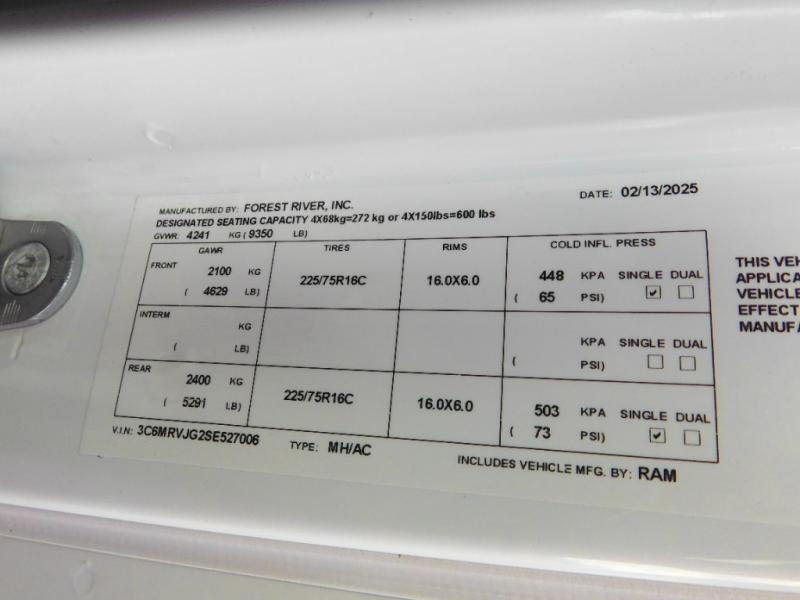 MANUFACTURED BY: FOREST RIVER, INC. DATE: 02/13/2025
DESIGNATED SEATING CAPACITY 4X68kg=272 kg or 4X150lbs=600 lbs
GVWR: 4241 KG ( 9350 LB)
GAWR TIRES RIMS COLD INFL. PRESS
FRONT 2100 KG 225/75R16C 16.0X6.0 448 KPA SINGLE DUAL
( 4629 LB) ( 65 PSI) ☑ ☐
INTERM KG KPA SINGLE DUAL
( LB) ( PSI) ☐ ☐
REAR 2400 KG 225/75R16C 16.0X6.0 503 KPA SINGLE DUAL
( 5291 LB) ( 73 PSI) ☑ ☐
V.I.N: 3C6MRVJG2SE527006 TYPE: MH/AC INCLUDES VEHICLE MFG. BY: RAM
THIS VEH
APPLICA
VEHICLE
EFFECT
MANUFA